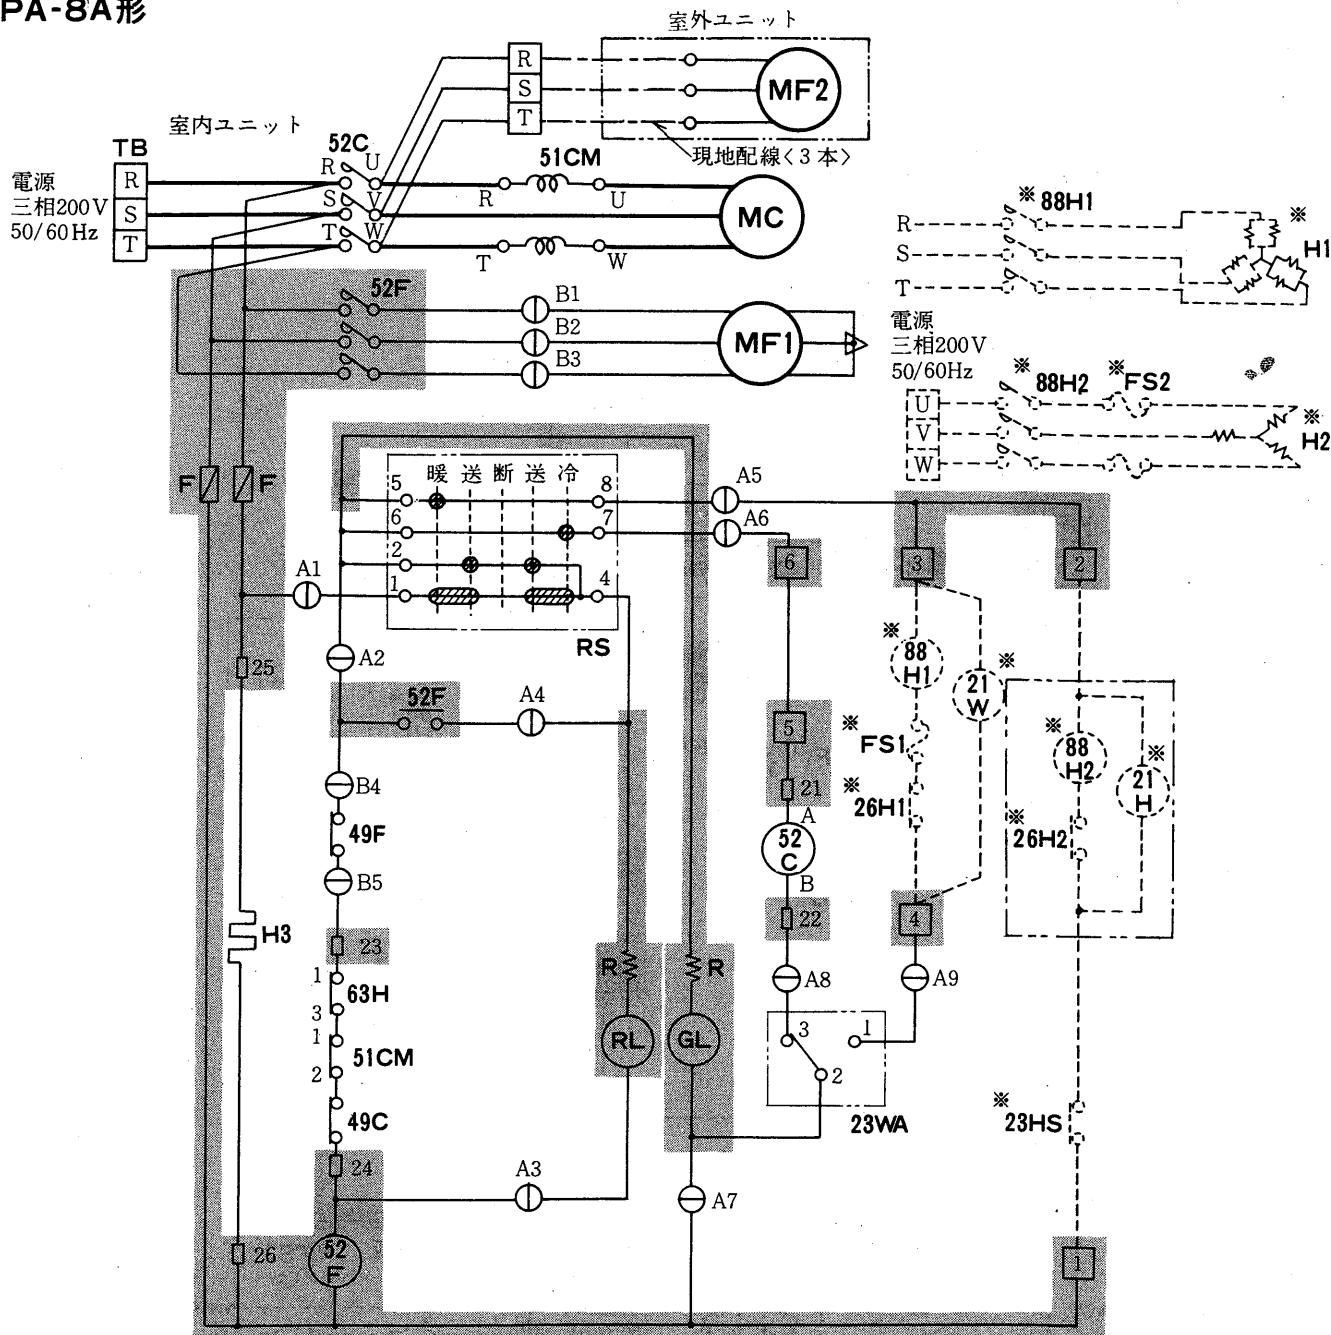 PA-8A形
室外ユニット
R
S
T
MF2
現地配線<3本>
室内ユニット
TB
電源
三相200V
50/60Hz
R
S
T
52C
R U
S V
T W
51CM
R U
T W
MC
52F
B1
B2
B3
MF1
R
S
T
※ 88H1
※
H1
電源
三相200V
50/60Hz
U
V
W
※ 88H2
※ FS2
※
H2
F
F
暖 送 断 送 冷
5 8
6 7
2
1 4
RS
A1
A2
A5
A6
25
52F
A4
B4
49F
B5
23
1
63H
3
1
51CM
2
49C
24
A3
52
F
26
H3
R
RL
R
GL
A7
6
5
21
A
52
C
B
22
A8
3 1
2
23WA
A9
3
※
88
H1
※
21
W
※
FS1
※
26H1
4
2
※
88
H2
※
21
H
※
26H2
※
23HS
1